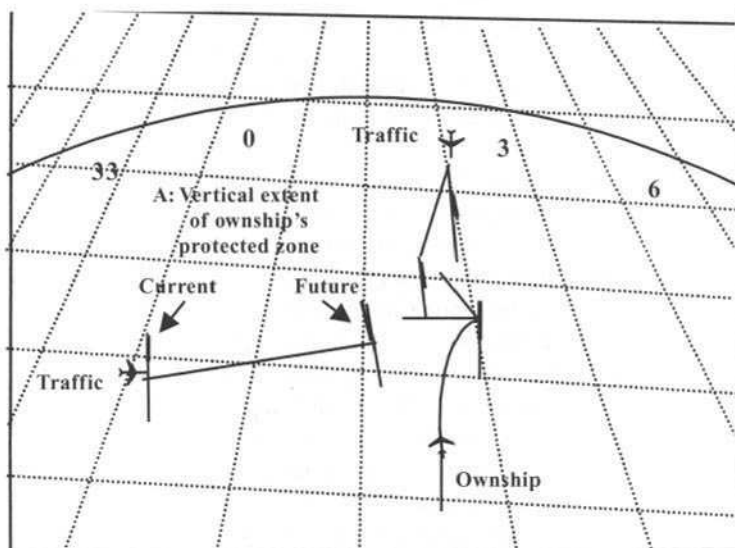 0
Traffic
3
33
6
A: Vertical extent
of ownship's
protected zone
Current
Future
Traffic
Ownship